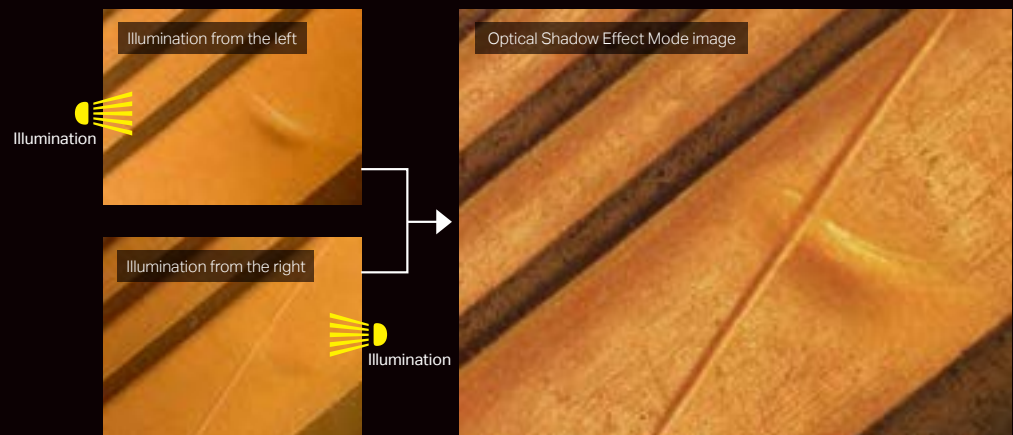 Illumination from the left
Illumination
Illumination from the right
Illumination
Optical Shadow Effect Mode image